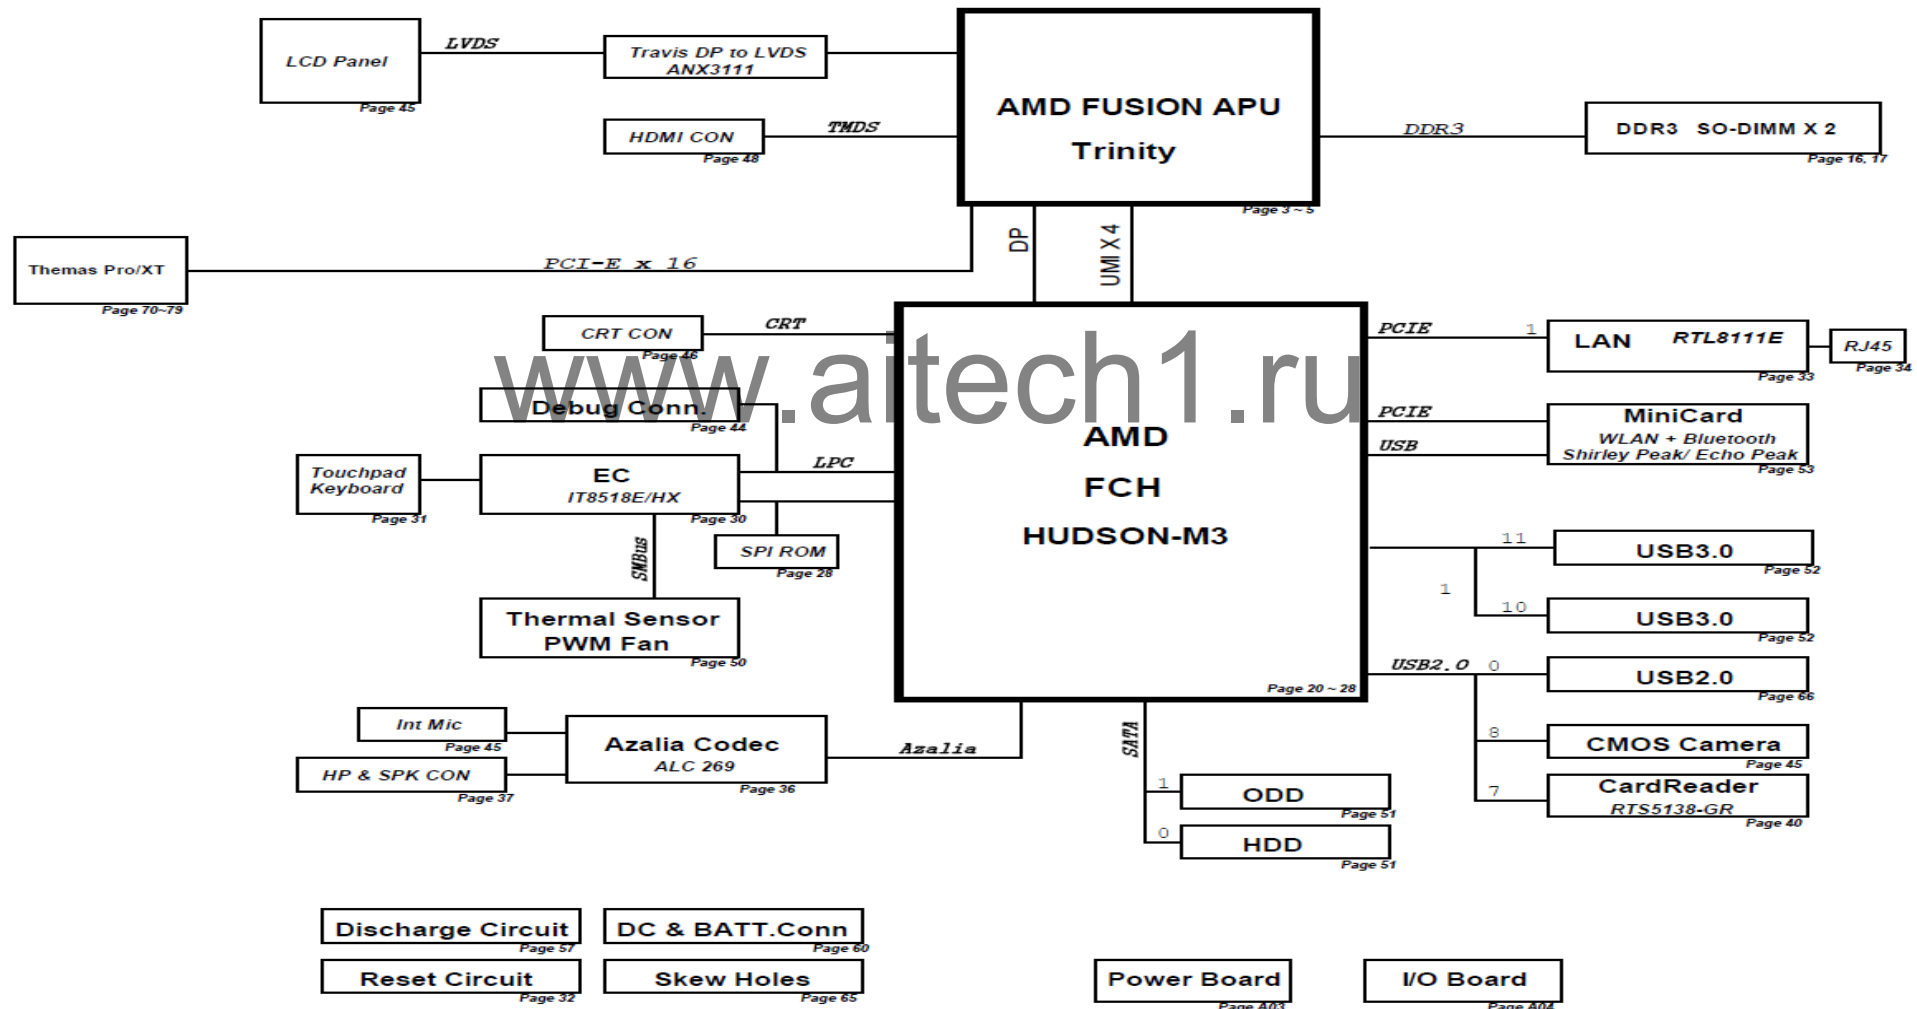 LCD Panel
Page 45
LVDS
Travis DP to LVDS
ANX3111
HDMI CON
Page 48
TMDS
AMD FUSION APU
Trinity
Page 3 ~ 5
DDR3
DDR3 SO-DIMM X 2
Page 16, 17
Themas Pro/XT
Page 70~79
PCI-E x 16
DP
UMI X 4
CRT CON
Page 46
CRT
www.aitech1.ru
Debug Conn.
Page 44
Touchpad
Keyboard
Page 31
EC
IT8518E/HX
Page 30
LPC
SPI ROM
Page 28
SMBus
Thermal Sensor
PWM Fan
Page 50
AMD
FCH
HUDSON-M3
Page 20 ~ 28
PCIE
1
LAN RTL8111E
Page 33
RJ45
Page 34
PCIE
USB
MiniCard
WLAN + Bluetooth
Shirley Peak/ Echo Peak
Page 53
11
USB3.0
Page 52
1
10
USB3.0
Page 52
USB2.0
0
USB2.0
Page 66
8
CMOS Camera
Page 45
7
CardReader
RTS5138-GR
Page 40
Int Mic
Page 45
HP & SPK CON
Page 37
Azalia Codec
ALC 269
Page 36
Azalia
SATA
1
ODD
Page 51
0
HDD
Page 51
Discharge Circuit
Page 57
DC & BATT.Conn
Page 60
Reset Circuit
Page 32
Skew Holes
Page 65
Power Board
Page A03
I/O Board
Page A04